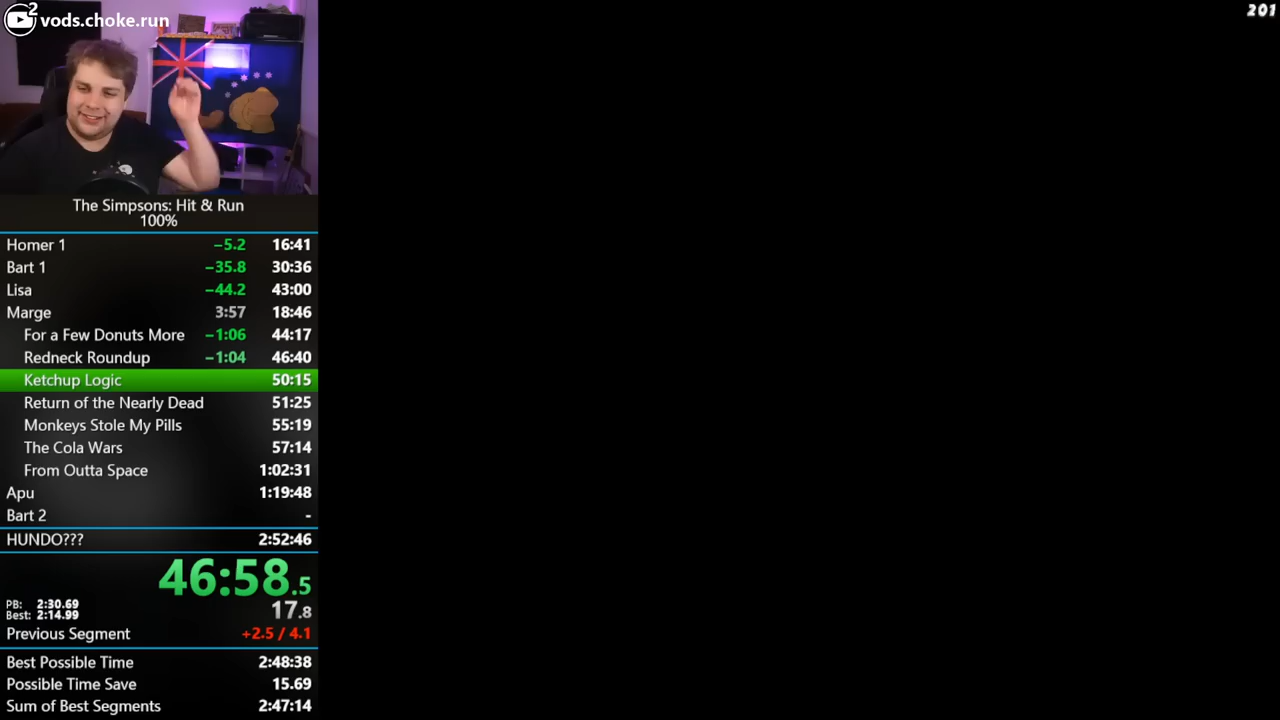 2 vods.choke.run
201
The Simpsons: Hit & Run
100%
Homer 1 −5.2 16:41
Bart 1 −35.8 30:36
Lisa −44.2 43:00
Marge 3:57 18:46
For a Few Donuts More −1:06 44:17
Redneck Roundup −1:04 46:40
Ketchup Logic 50:15
Return of the Nearly Dead 51:25
Monkeys Stole My Pills 55:19
The Cola Wars 57:14
From Outta Space 1:02:31
Apu 1:19:48
Bart 2 -
HUNDO??? 2:52:46
46:58.5
PB: 2:30.69
Best: 2:14.99
17.8
Previous Segment +2.5 / 4.1
Best Possible Time 2:48:38
Possible Time Save 15.69
Sum of Best Segments 2:47:14